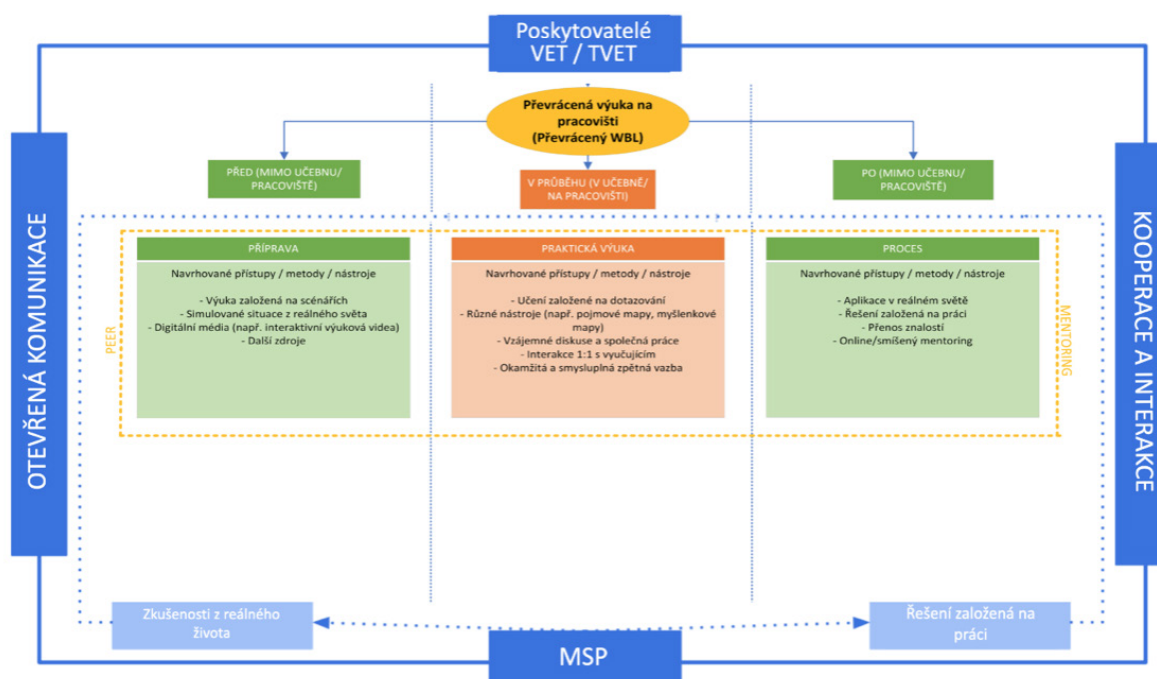 Poskytovatelé
VET / TVET
Převrácená výuka na
pracovišti
(Převrácený WBL)
PŘED (MIMO UČEBNU/
PRACOVIŠTĚ)
V PRŮBĚHU (V UČEBNĚ/
NA PRACOVIŠTI)
PO (MIMO UČEBNU/
PRACOVIŠTĚ)
OTEVŘENÁ KOMUNIKACE
PEER
PŘÍPRAVA
Navrhované přístupy / metody / nástroje
- Výuka založená na scénářích
- Simulované situace z reálného světa
- Digitální média (např. interaktivní výuková videa)
- Další zdroje
PRAKTICKÁ VÝUKA
Navrhované přístupy / metody / nástroje
- Učení založené na dotazování
- Různé nástroje (např. pojmové mapy, myšlenkové
mapy)
- Vzájemné diskuse a společná práce
- Interakce 1:1 s vyučujícím
- Okamžitá a smysluplná zpětná vazba
PROCES
Navrhované přístupy / metody / nástroje
- Aplikace v reálném světě
- Řešení založená na práci
- Přenos znalostí
- Online/smíšený mentoring
MENTORING
KOOPERACE A INTERAKCE
Zkušenosti z reálného
života
Řešení založená na
práci
MSP